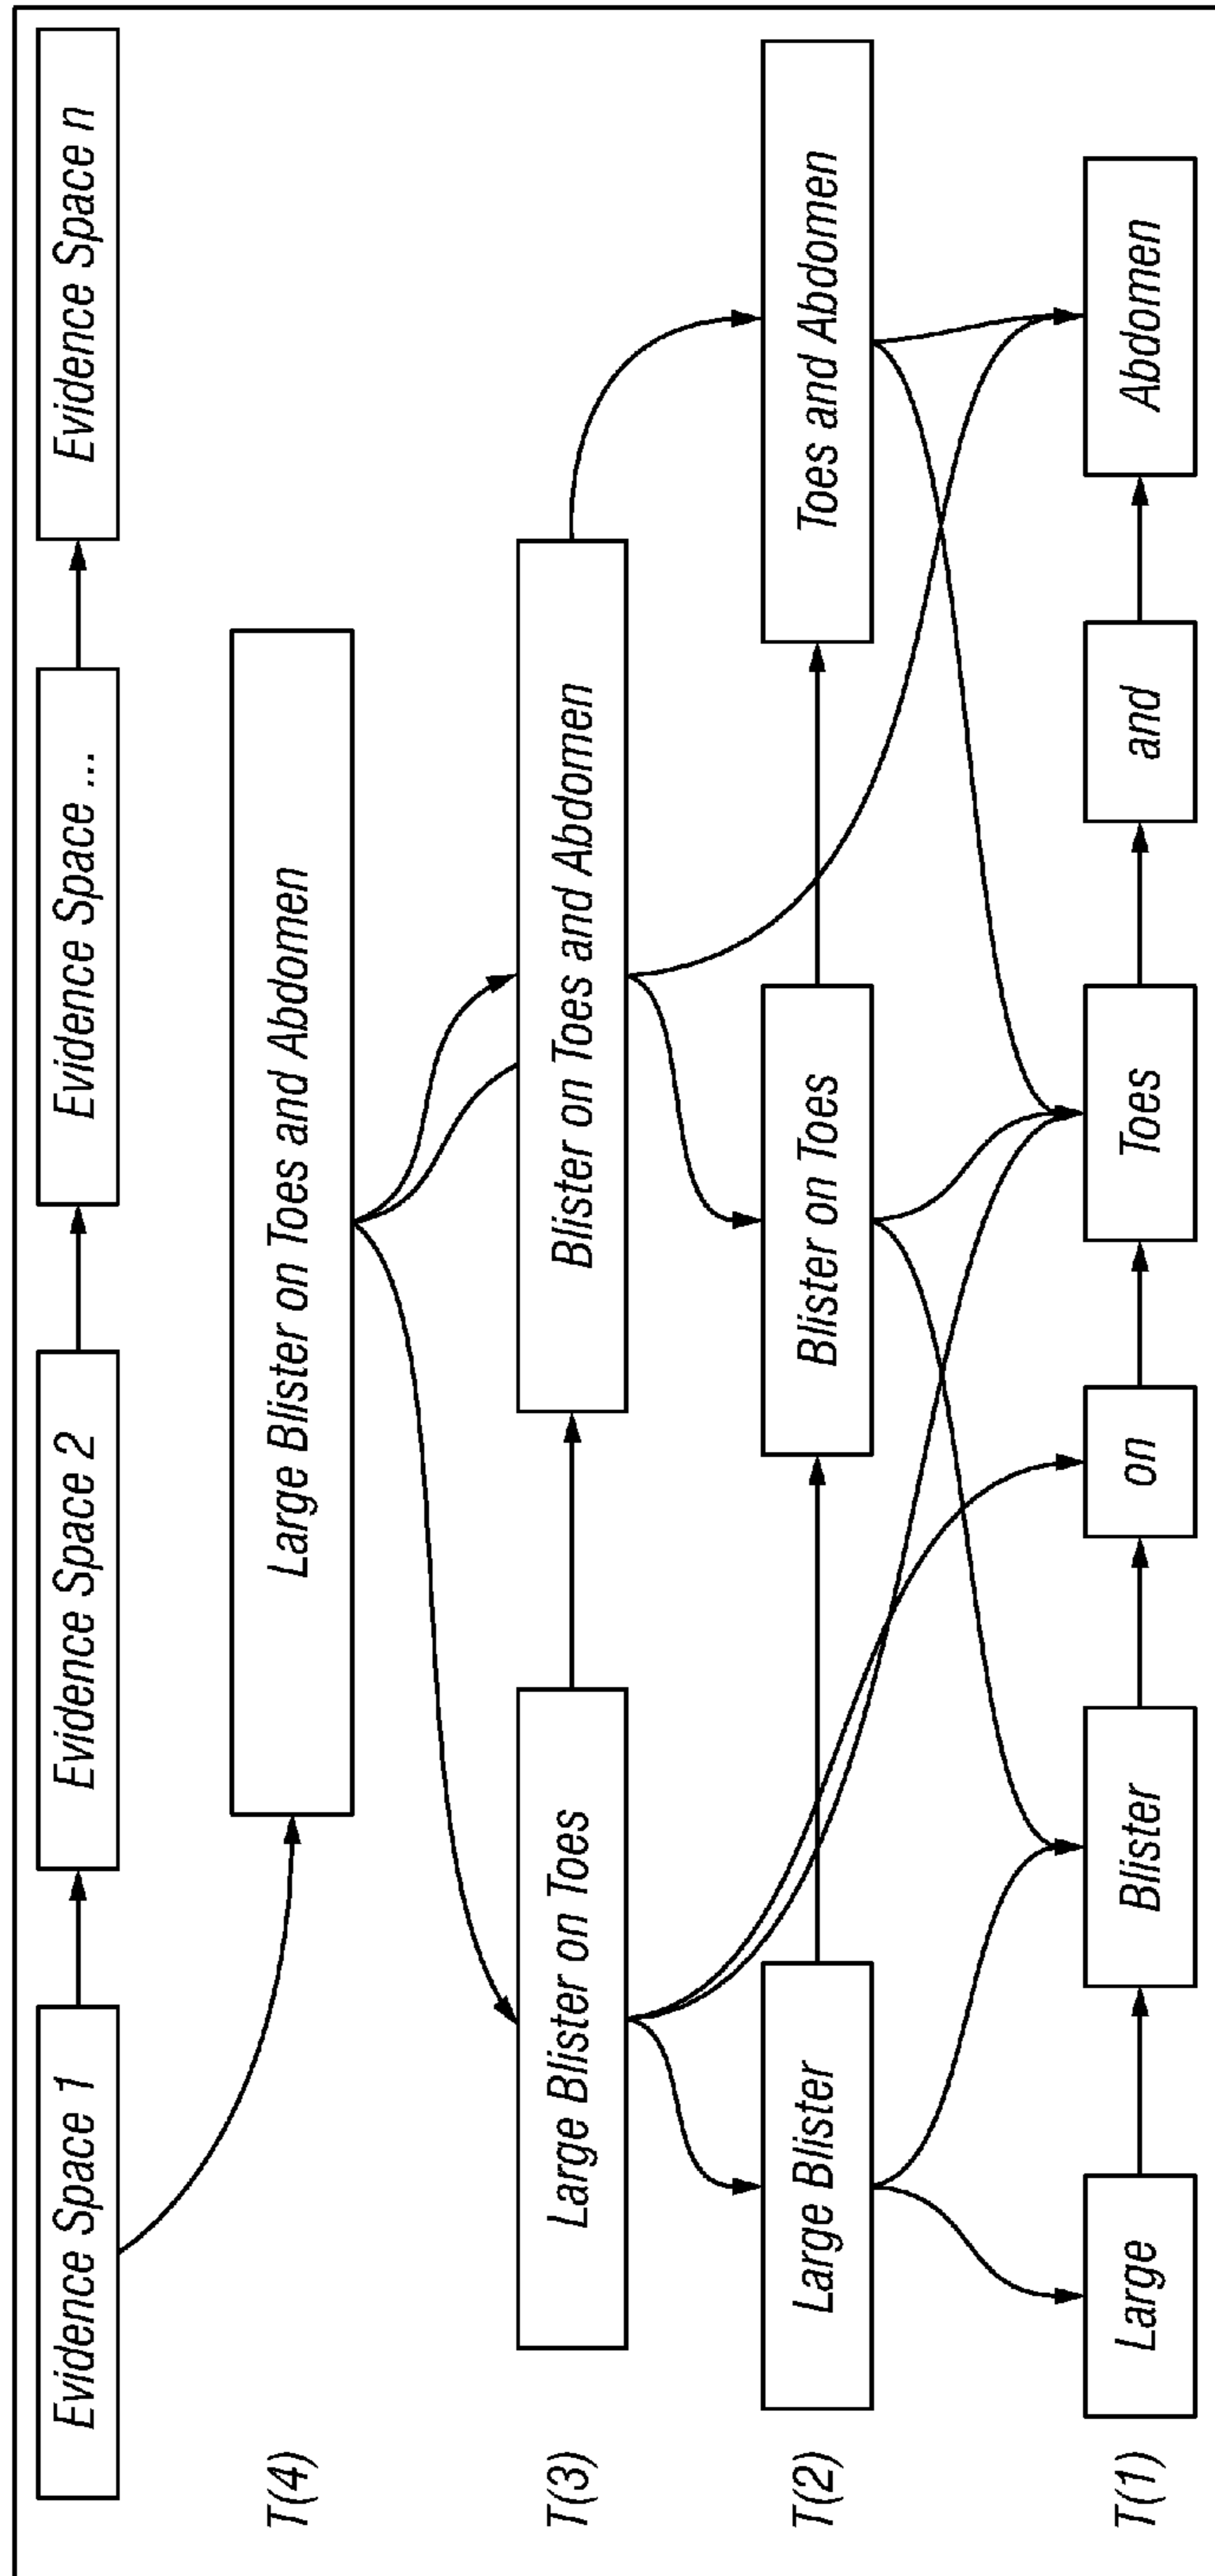 Evidence Space 1
Evidence Space 2
Evidence Space ...
Evidence Space n
T(4)
Large Blister on Toes and Abdomen
T(3)
Large Blister on Toes
Blister on Toes and Abdomen
T(2)
Large Blister
Blister on Toes
Toes and Abdomen
T(1)
Large
Blister
on
Toes
and
Abdomen